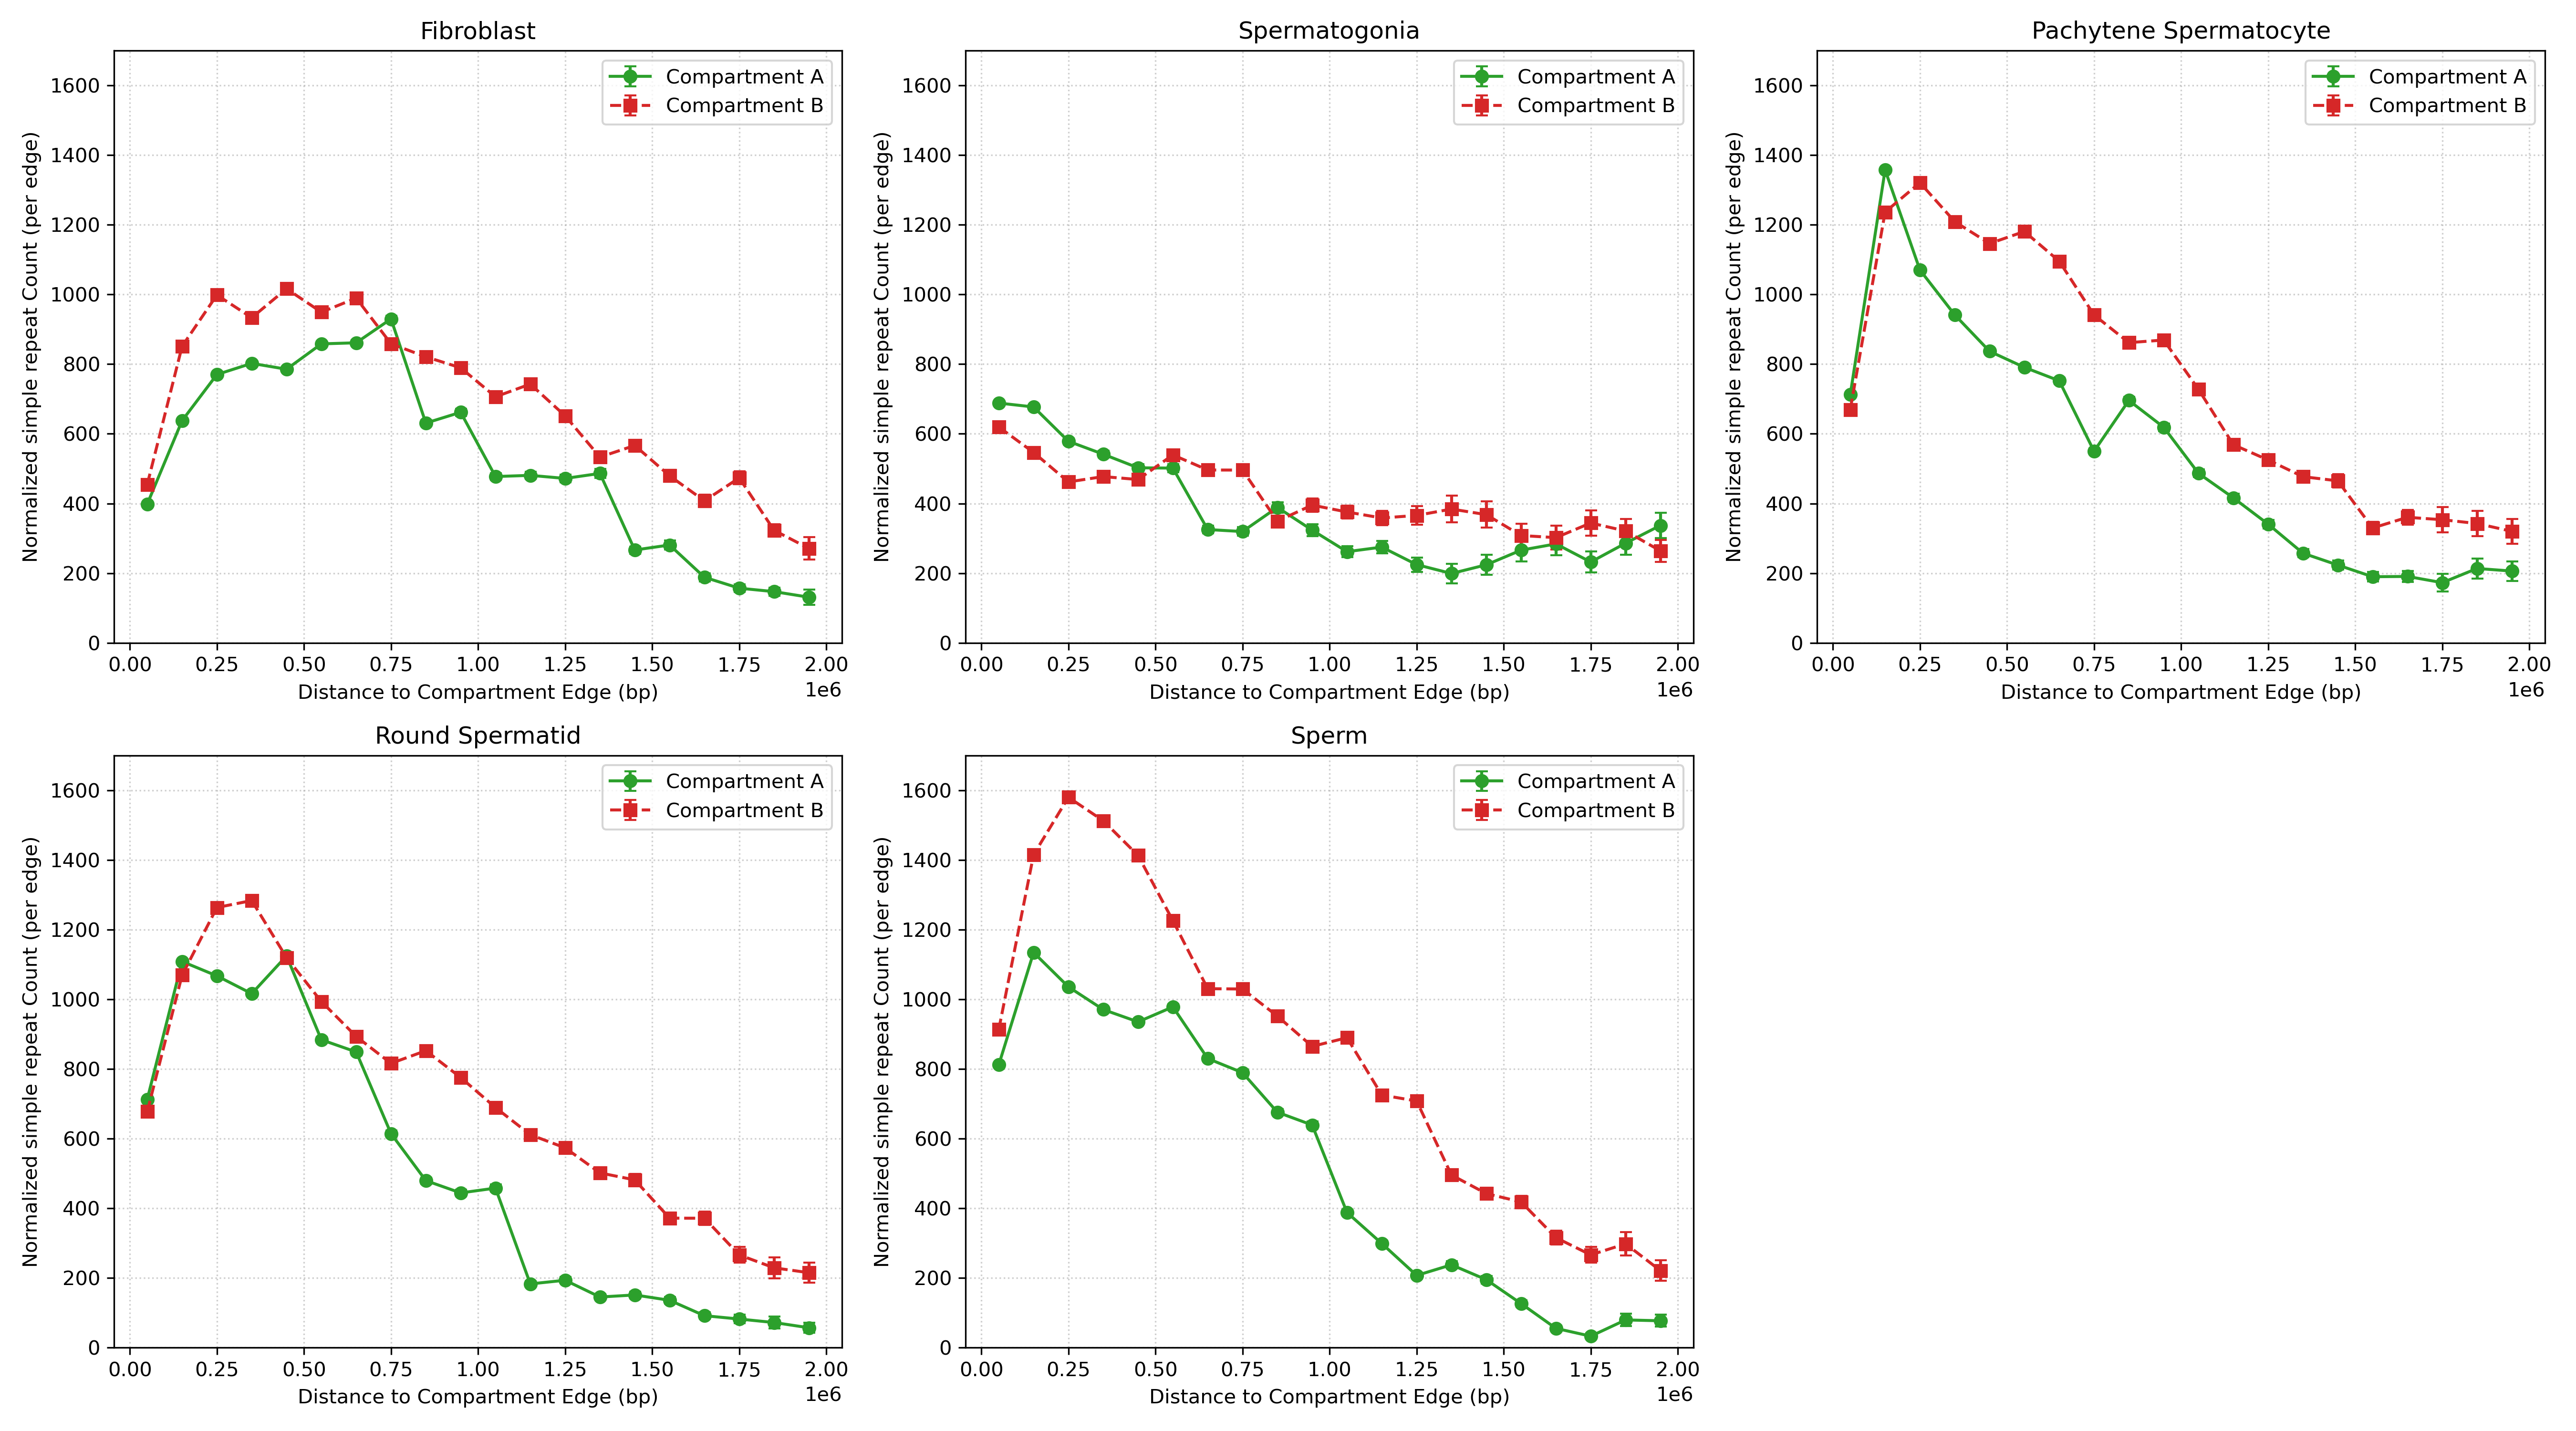 Fibroblast
Normalized simple repeat Count (per edge)
1600
1400
1200
1000
800
600
400
200
0
Compartment A
Compartment B
0.00 0.25 0.50 0.75 1.00 1.25 1.50 1.75 2.00
1e6
Distance to Compartment Edge (bp)
Spermatogonia
Normalized simple repeat Count (per edge)
1600
1400
1200
1000
800
600
400
200
0
Compartment A
Compartment B
0.00 0.25 0.50 0.75 1.00 1.25 1.50 1.75 2.00
1e6
Distance to Compartment Edge (bp)
Pachytene Spermatocyte
Normalized simple repeat Count (per edge)
1600
1400
1200
1000
800
600
400
200
0
Compartment A
Compartment B
0.00 0.25 0.50 0.75 1.00 1.25 1.50 1.75 2.00
1e6
Distance to Compartment Edge (bp)
Round Spermatid
Normalized simple repeat Count (per edge)
1600
1400
1200
1000
800
600
400
200
0
Compartment A
Compartment B
0.00 0.25 0.50 0.75 1.00 1.25 1.50 1.75 2.00
1e6
Distance to Compartment Edge (bp)
Sperm
Normalized simple repeat Count (per edge)
1600
1400
1200
1000
800
600
400
200
0
Compartment A
Compartment B
0.00 0.25 0.50 0.75 1.00 1.25 1.50 1.75 2.00
1e6
Distance to Compartment Edge (bp)